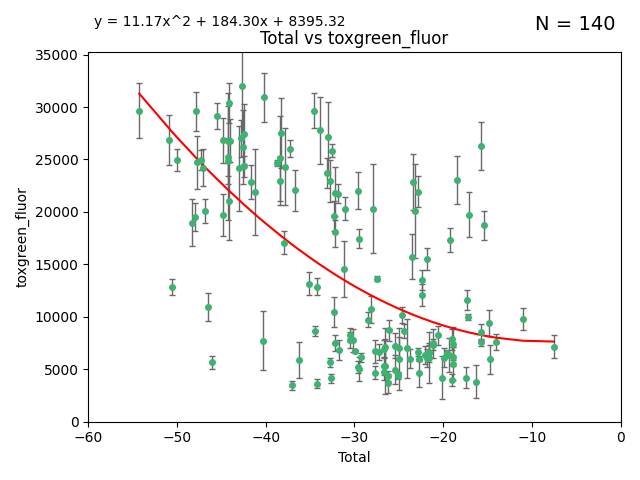 y = 11.17x^2 + 184.30x + 8395.32
N = 140
Total vs toxgreen_fluor
35000
30000
25000
20000
15000
10000
5000
0
toxgreen_fluor
−60 −50 −40 −30 −20 −10 0
Total